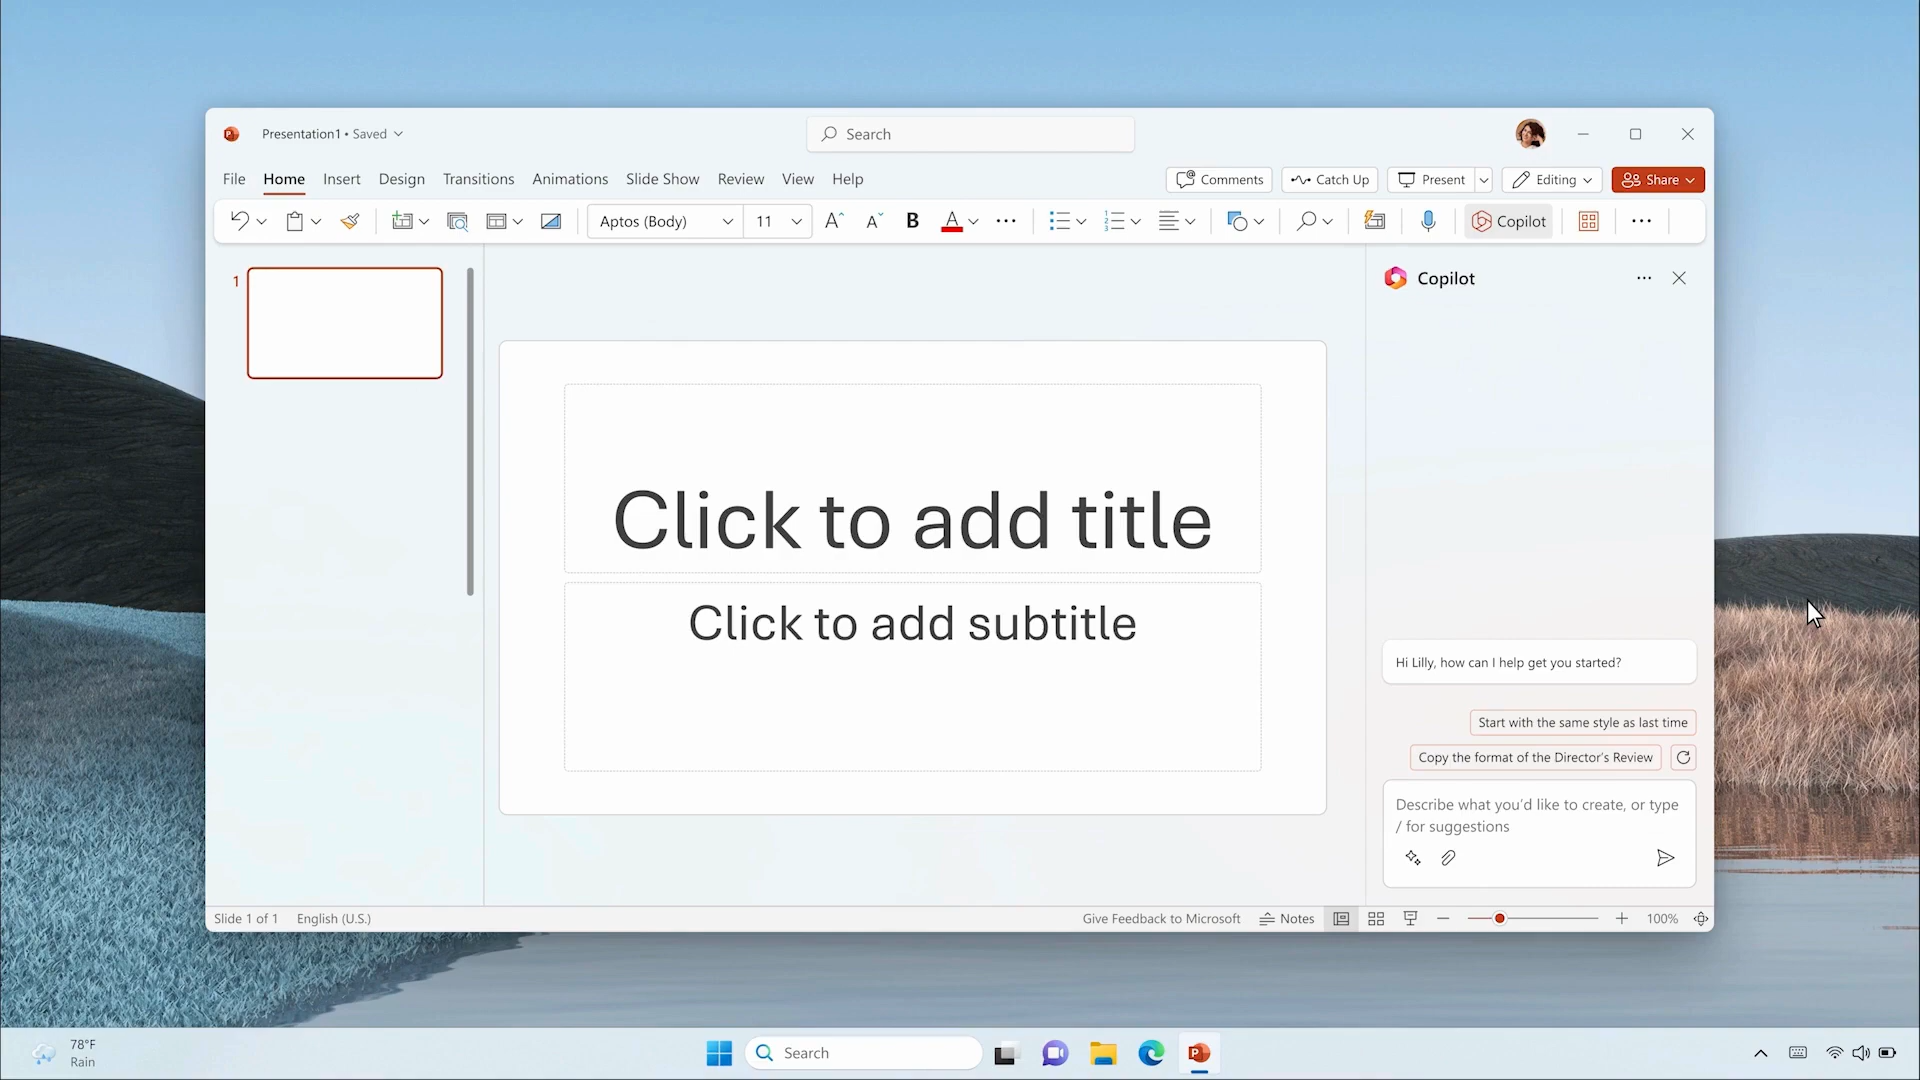 Presentation1 • Saved
Search
File Home Insert Design Transitions Animations Slide Show Review View Help
Comments Catch Up Present Editing Share
Aptos (Body) 11 A A B A Copilot
1
Copilot
Click to add title
Click to add subtitle
Hi Lilly, how can I help get you started?
Start with the same style as last time
Copy the format of the Director's Review
Describe what you'd like to create, or type
/ for suggestions
Slide 1 of 1 English (U.S.) Give Feedback to Microsoft Notes 100%
78°F
Rain
Search